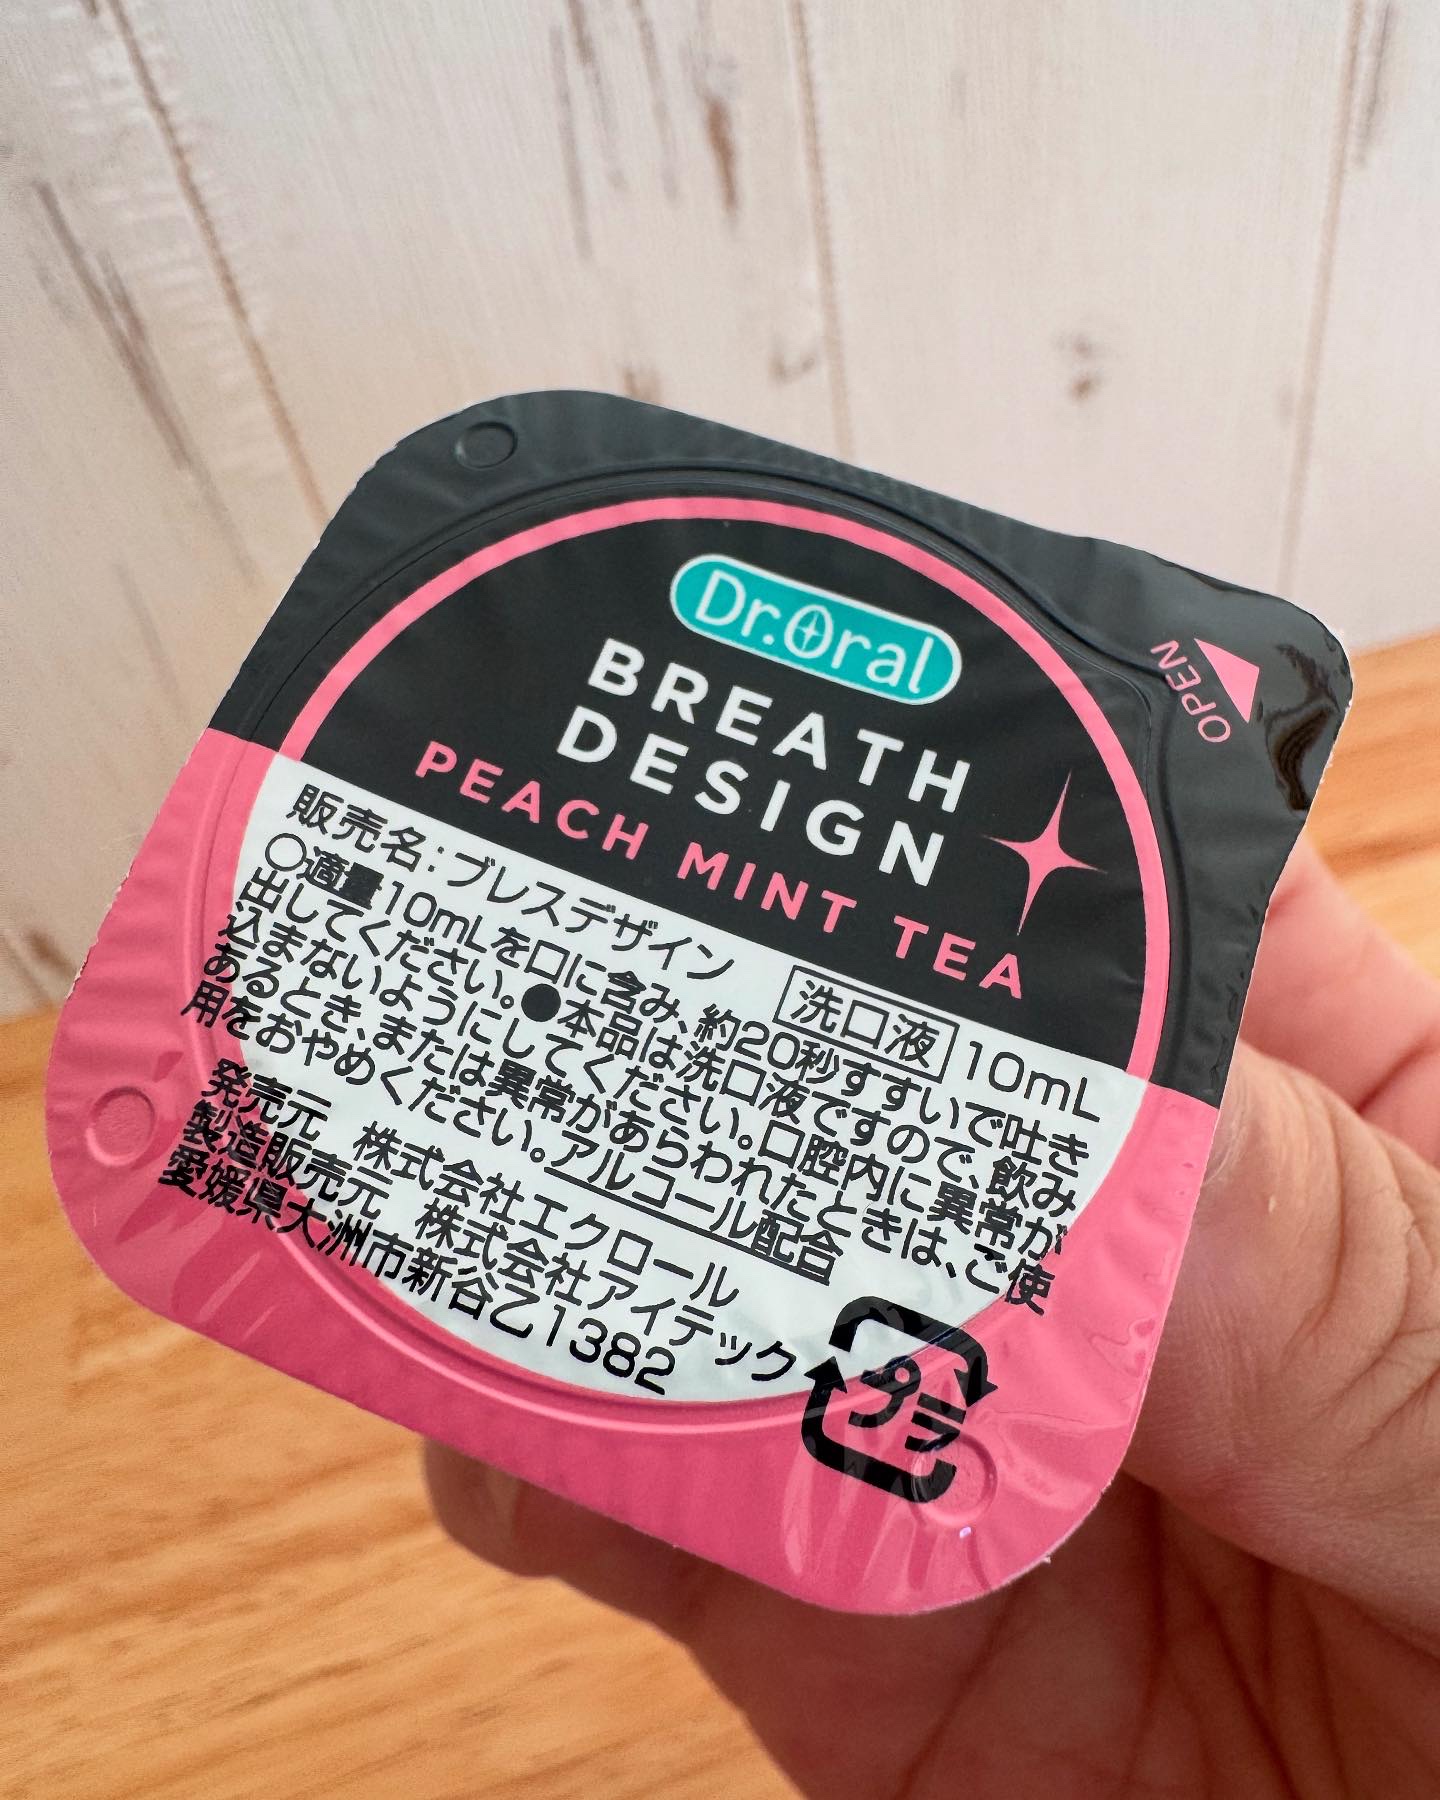 Dr.Oral
BREATH
DESIGN
PEACH MINT TEA
OPEN
販売名:ブレスデザイン 洗口液 10mL
○適量10mLを口に含み、約20秒すすいで吐き
出してください。●本品は洗口液ですので、飲み
込まないようにしてください。口腔内に異常が
あるとき、または異常があらわれたときは、ご使
用をおやめください。アルコール配合
発売元 株式会社エクロール
製造販売元 株式会社アイテック
愛媛県大洲市新谷乙1382
プラ